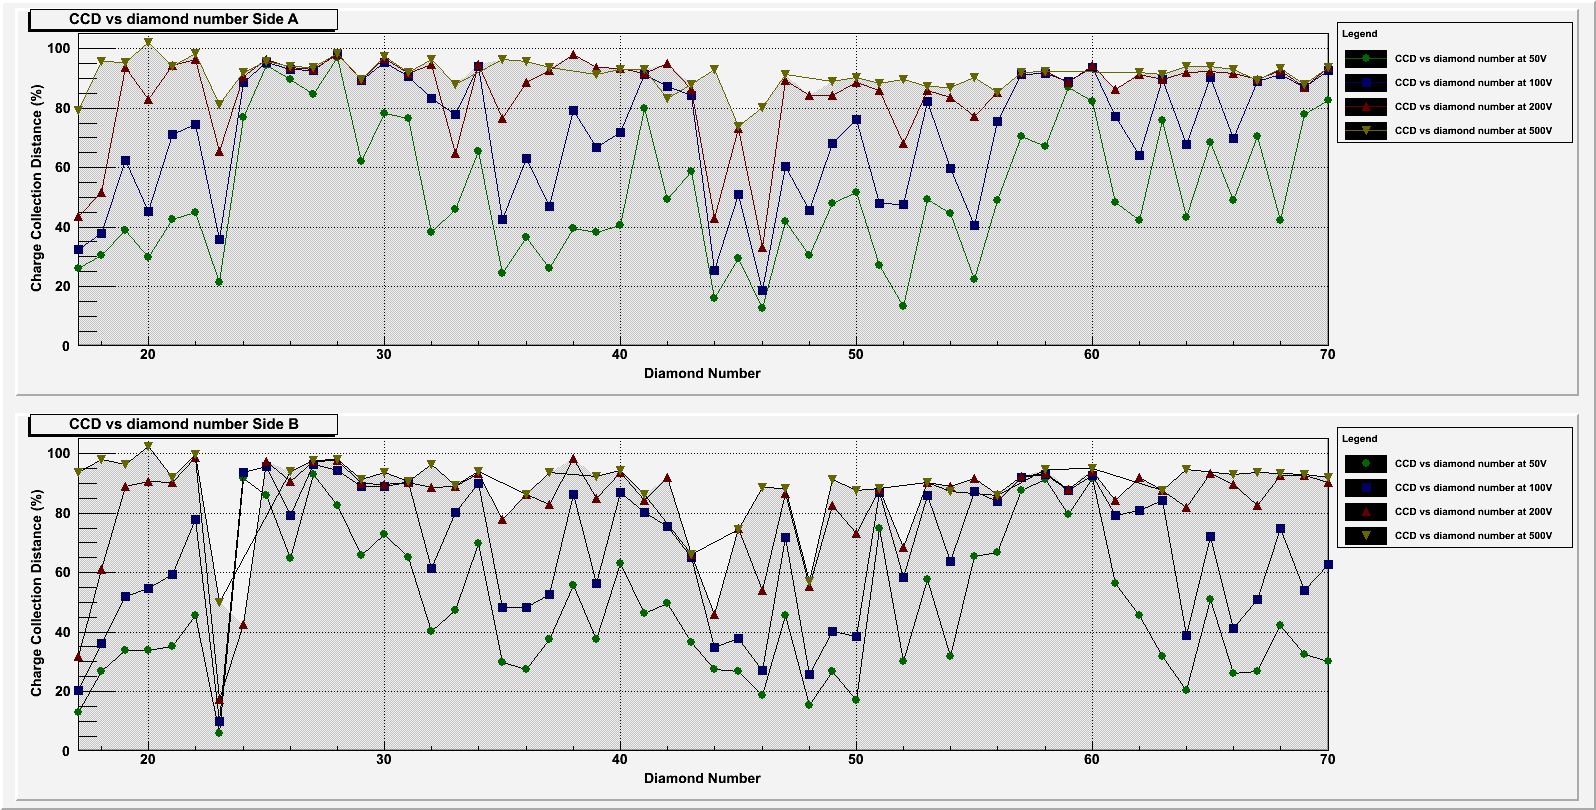 CCD vs diamond number Side A
Charge Collection Distance (%)
100
80
60
40
20
0
20 30 40 50 60 70
Diamond Number
Legend
CCD vs diamond number at 50V
CCD vs diamond number at 100V
CCD vs diamond number at 200V
CCD vs diamond number at 500V
CCD vs diamond number Side B
Charge Collection Distance (%)
100
80
60
40
20
0
20 30 40 50 60 70
Diamond Number
Legend
CCD vs diamond number at 50V
CCD vs diamond number at 100V
CCD vs diamond number at 200V
CCD vs diamond number at 500V